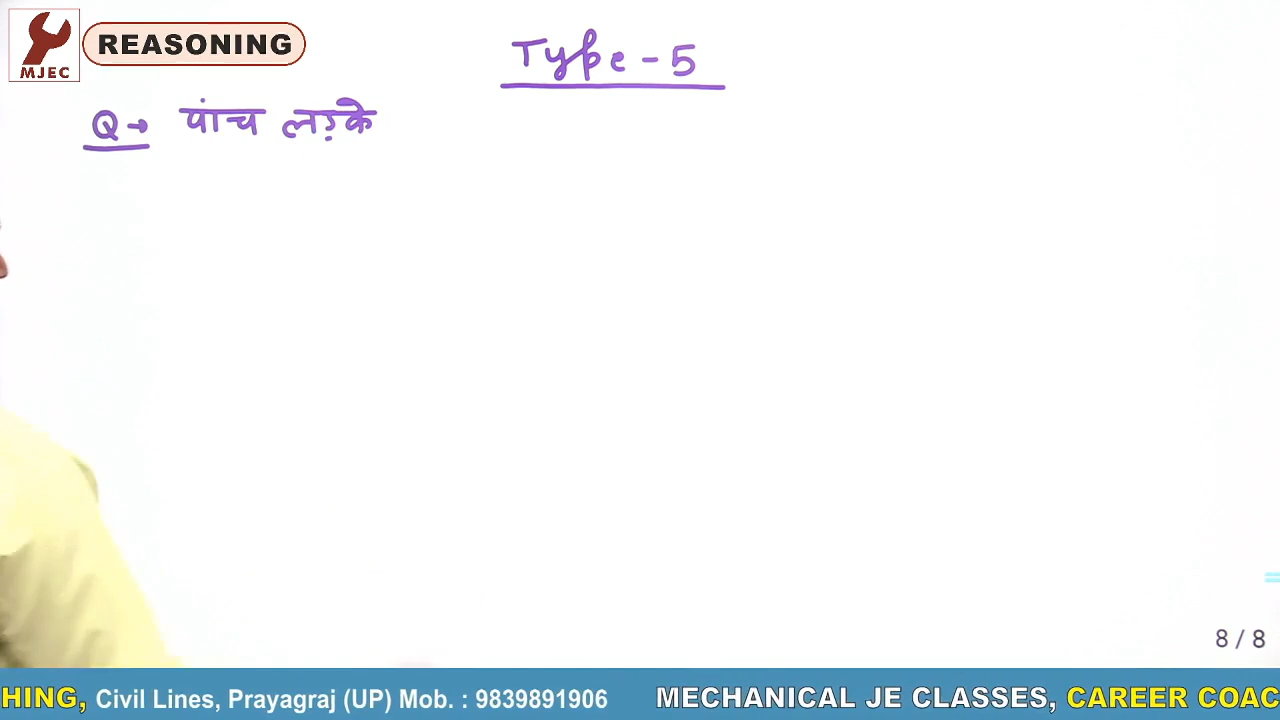 MJEC
REASONING
Type - 5
Q→ पांच लड़के
8 / 8
HING, Civil Lines, Prayagraj (UP) Mob. : 9839891906 MECHANICAL JE CLASSES, CAREER COAC